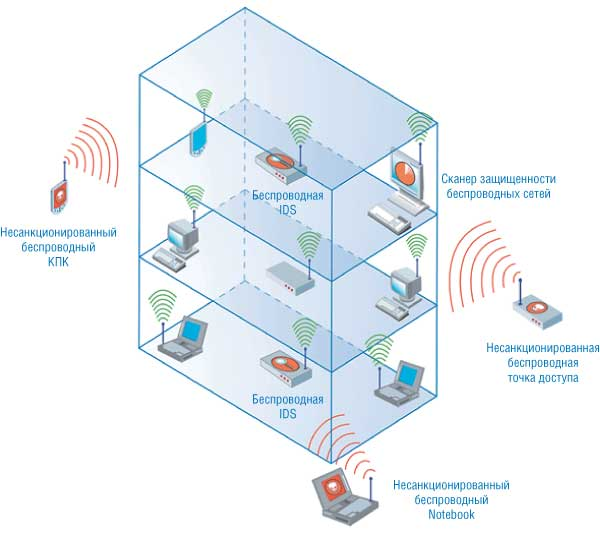 Беспроводная
IDS
Сканер защищенности
беспроводных сетей
Несанкционированный
беспроводный
КПК
Несанкционированная
беспроводная
точка доступа
Беспроводная
IDS
Несанкционированный
беспроводный
Notebook